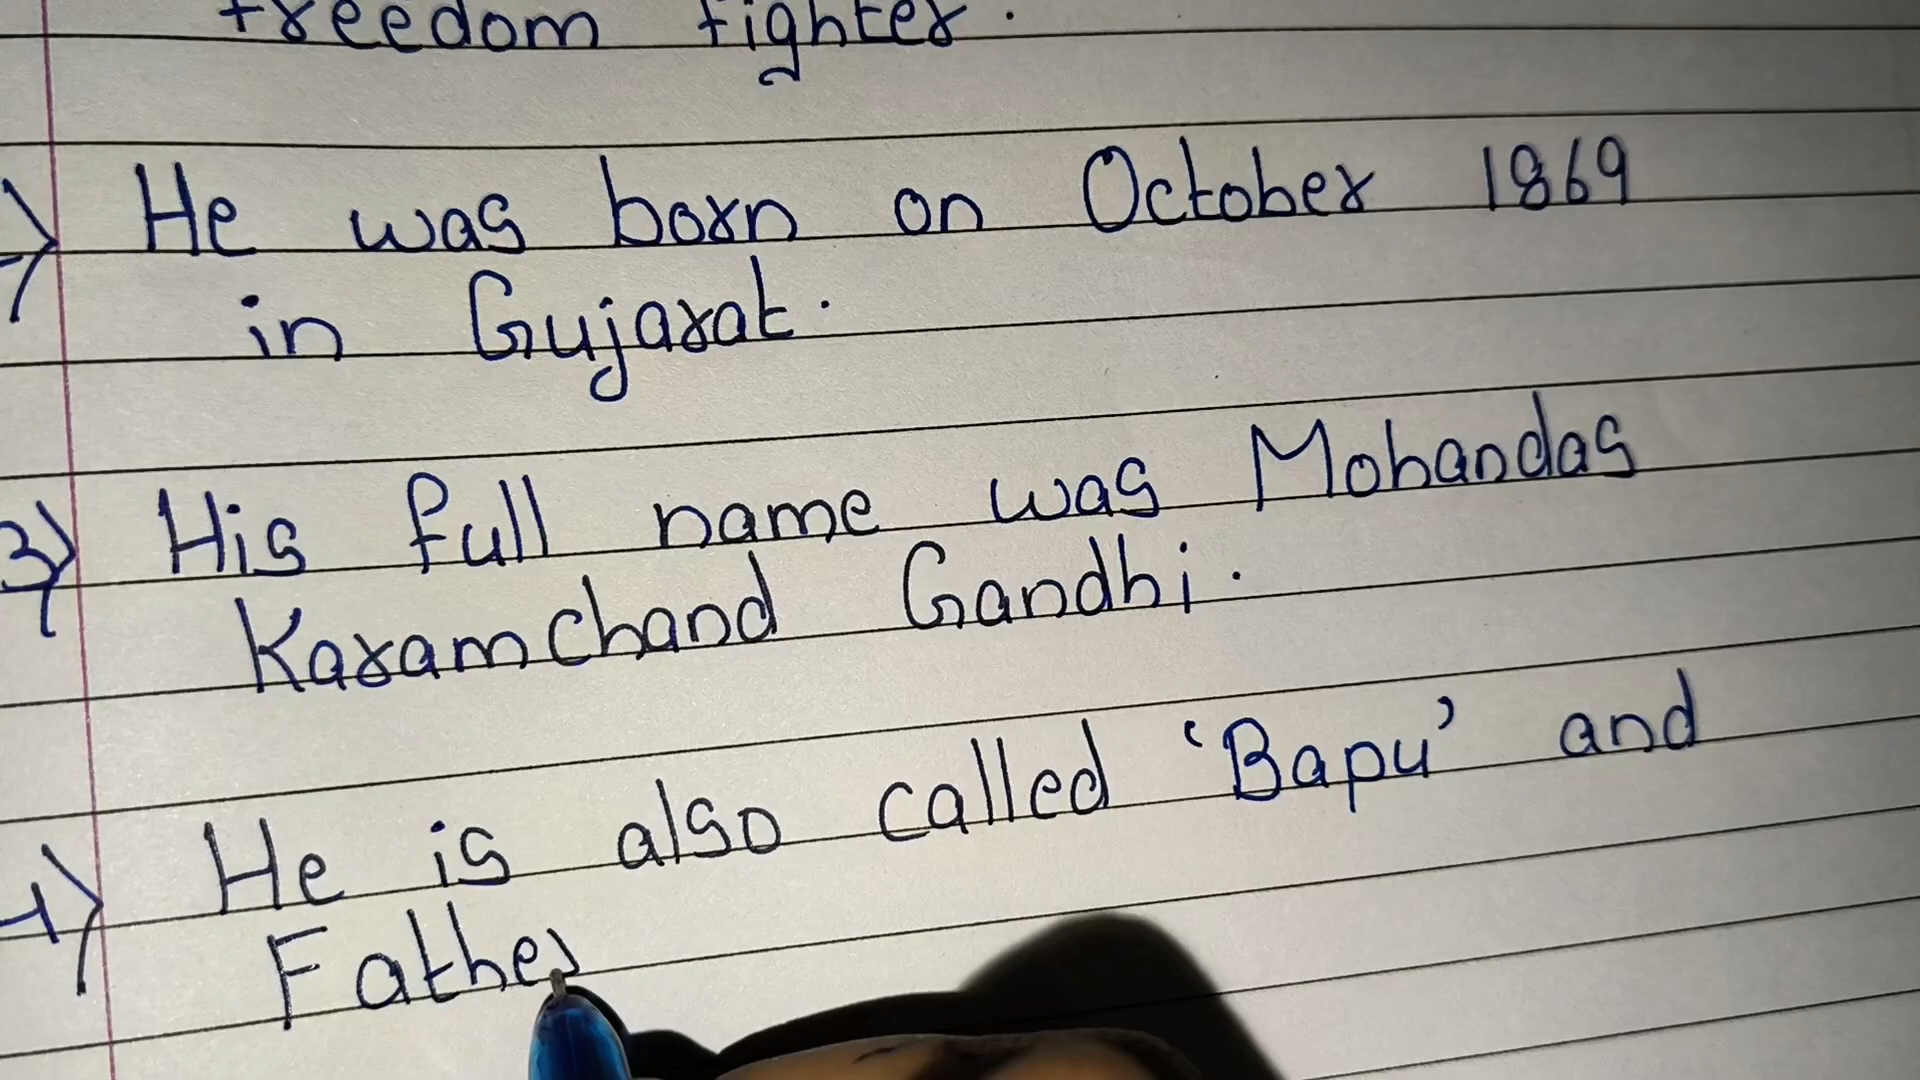 freedom fighter.
He was born on October 1869
in Gujarat.
3) His full name was Mohandas
Karamchand Gandhi.
4) He is also called 'Bapu' and
Father